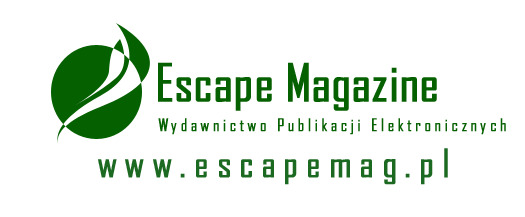 Escape Magazine
Wydawnictwo Publikacji Elektronicznych
www.escapemag.pl